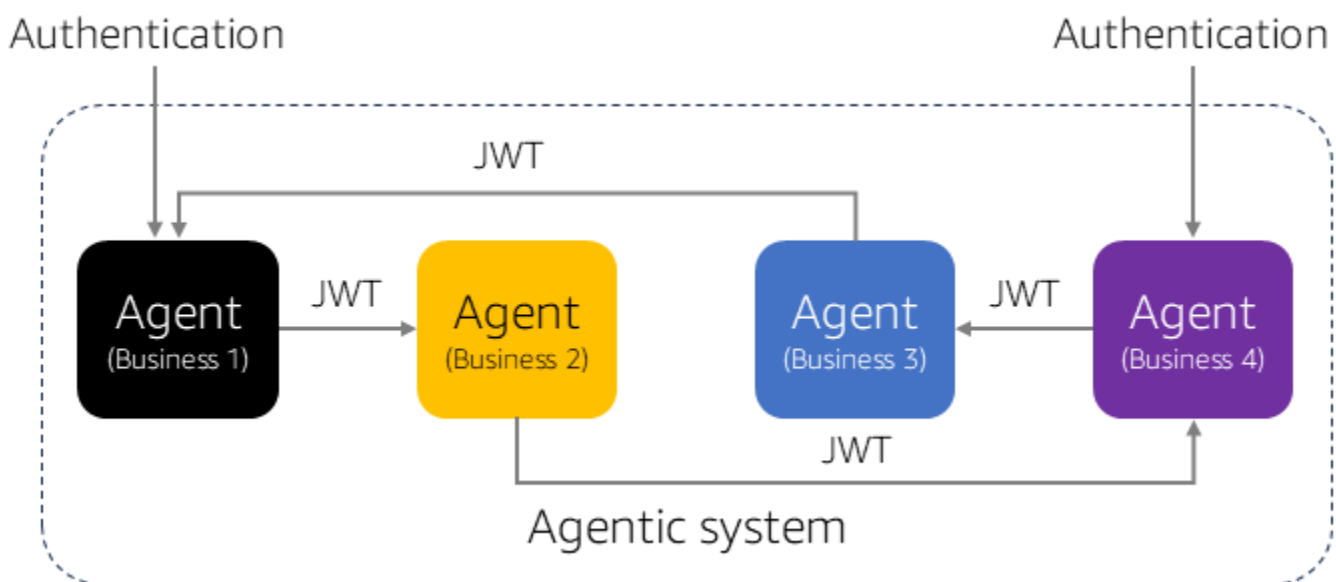 Authentication
Authentication
JWT
Agent
(Business 1)
JWT
Agent
(Business 2)
Agent
(Business 3)
JWT
Agent
(Business 4)
JWT
Agentic system